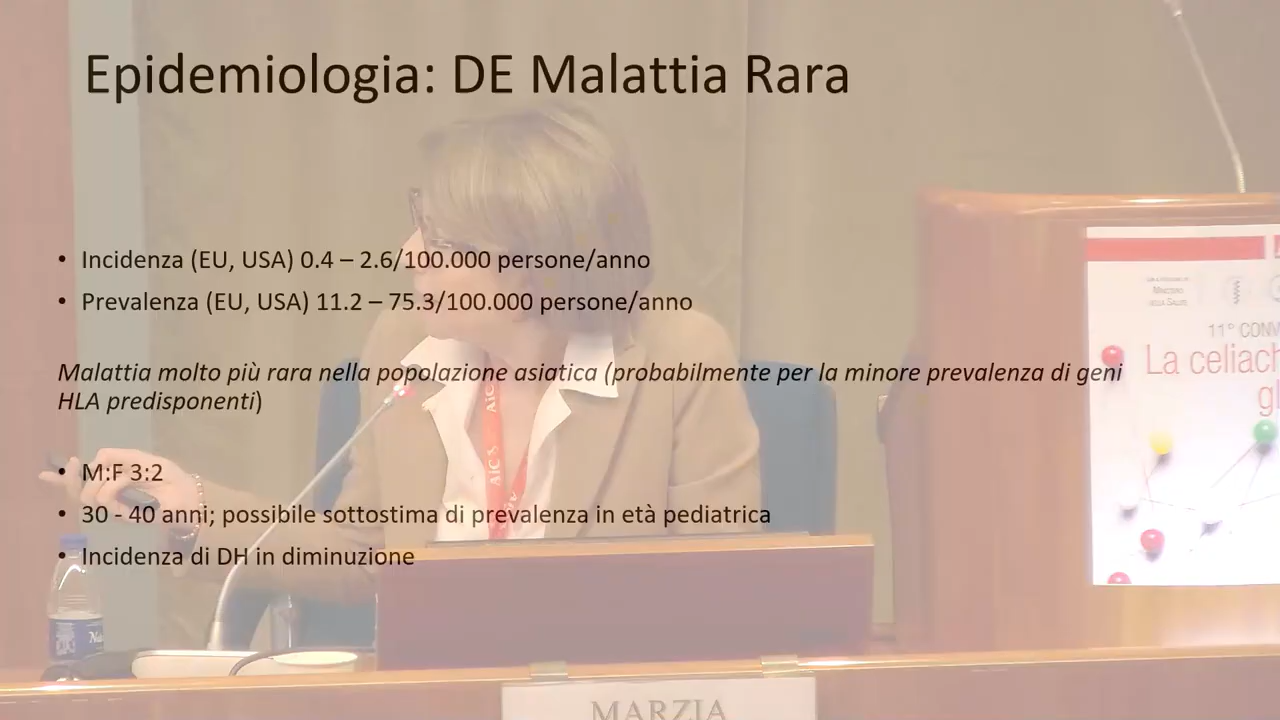 Epidemiologia: DE Malattia Rara
• Incidenza (EU, USA) 0.4 – 2.6/100.000 persone/anno
• Prevalenza (EU, USA) 11.2 – 75.3/100.000 persone/anno
Malattia molto più rara nella popolazione asiatica (probabilmente per la minore prevalenza di geni
HLA predisponenti)
• M:F 3:2
• 30 - 40 anni; possibile sottostima di prevalenza in età pediatrica
• Incidenza di DH in diminuzione
11° CONV
La celiach
AiC
AiC
MARZIA